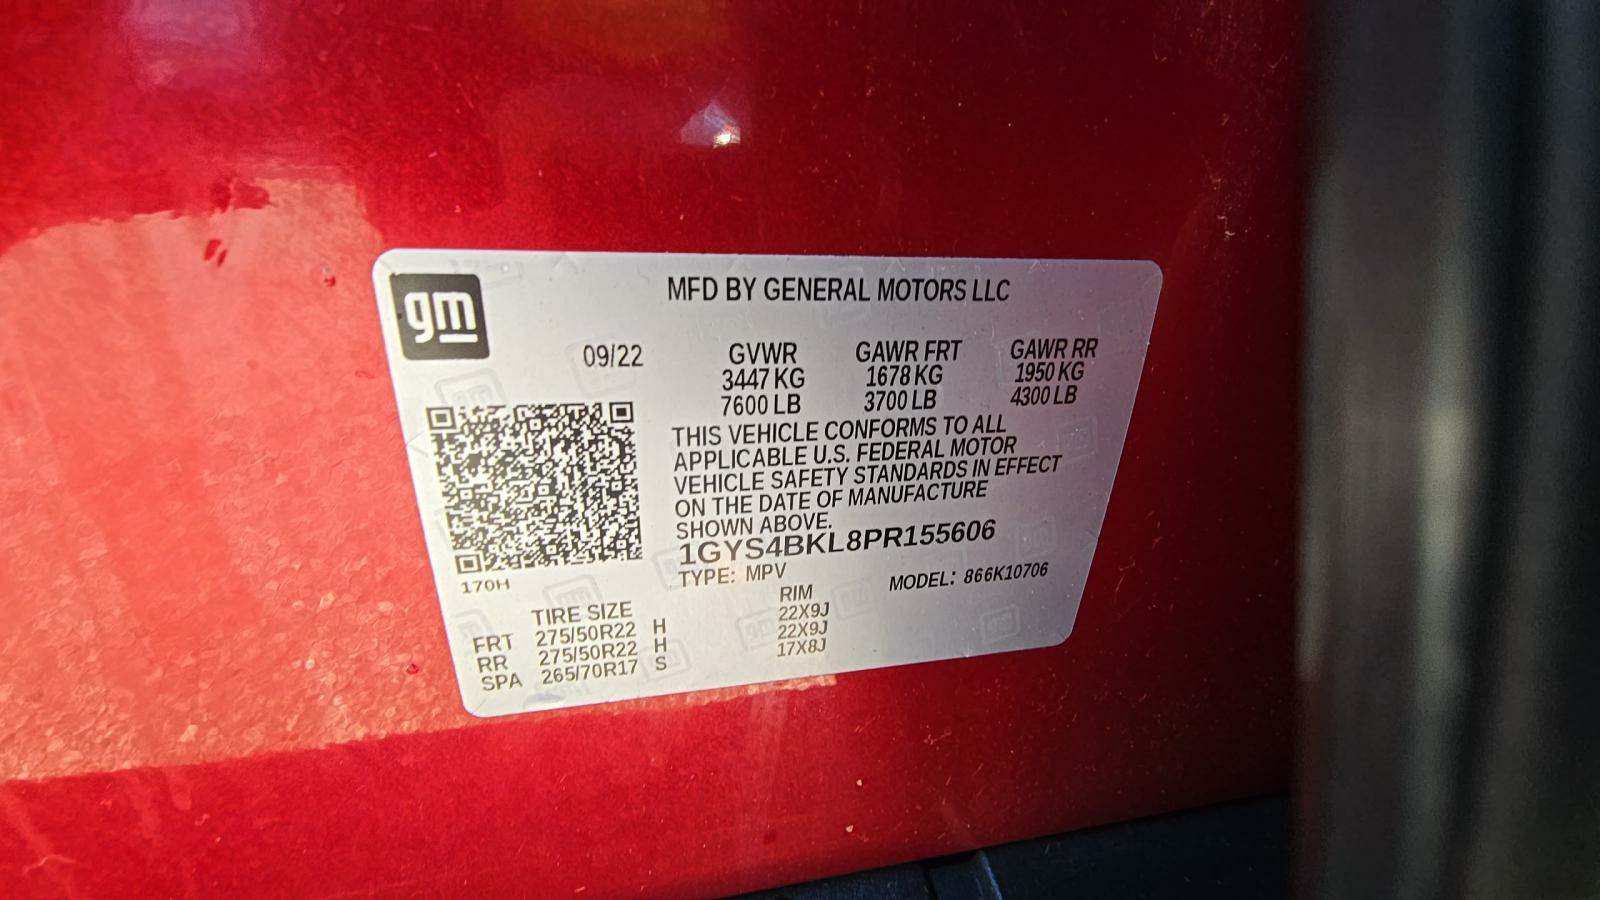 gm
MFD BY GENERAL MOTORS LLC
09/22 GVWR GAWR FRT GAWR RR
3447 KG 1678 KG 1950 KG
7600 LB 3700 LB 4300 LB
THIS VEHICLE CONFORMS TO ALL
APPLICABLE U.S. FEDERAL MOTOR
VEHICLE SAFETY STANDARDS IN EFFECT
ON THE DATE OF MANUFACTURE
SHOWN ABOVE.
1GYS4BKL8PR155606
TYPE: MPV MODEL: 866K10706
170H
TIRE SIZE RIM
FRT 275/50R22 H 22X9J
RR 275/50R22 H 22X9J
SPA 265/70R17 S 17X8J